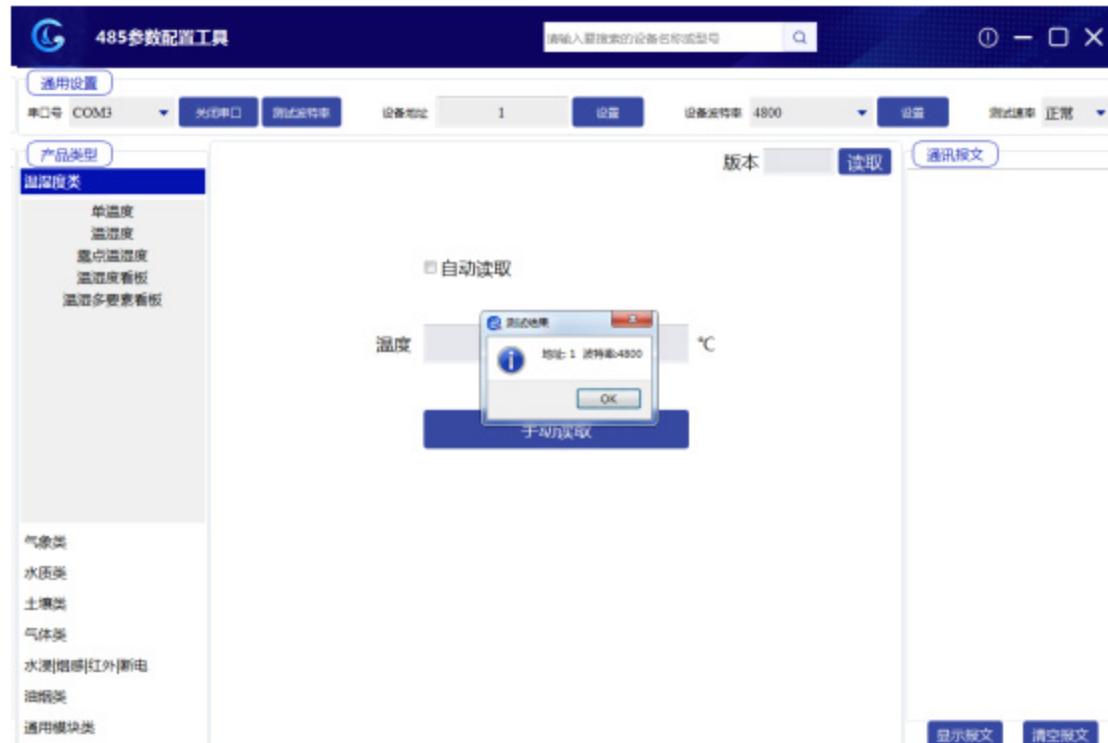 485参数配置工具
请输入要搜索的设备名称或型号
通用设置
串口号 COM3 关闭串口 测试波特率 设备地址 1 设置 设备波特率 4800 设置 测试速率 正常
产品类型
温湿度类
单温度
温湿度
露点温湿度
温湿度看板
温湿多要素看板
气象类
水质类
土壤类
气体类
水浸|烟感|红外|断电
油烟类
通用模块类
版本 读取
自动读取
温度 ℃
测试结果
地址: 1 波特率:4800
OK
手动读取
通讯报文
显示报文 清空报文